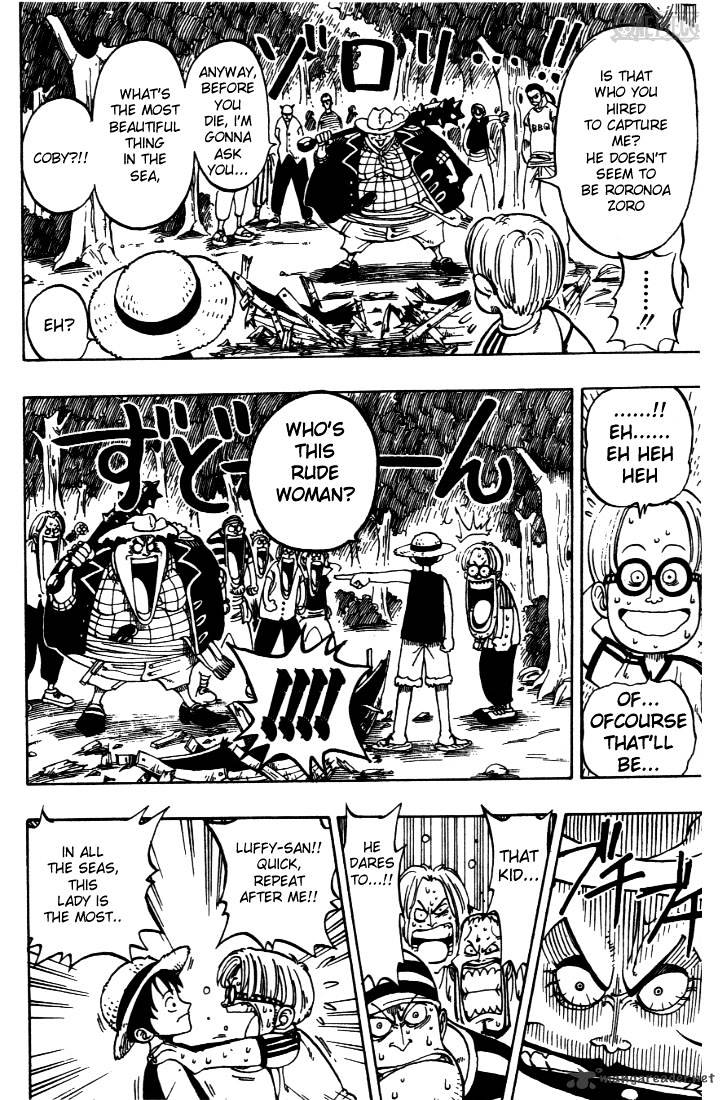 ゾロリ…‥!!
IS THAT
WHO YOU
HIRED
TO CAPTURE
ME?
HE DOESN'T
SEEM TO
BE RORONOA
ZORO
BBQ
......!!
ANYWAY,
BEFORE
YOU
DIE, I'M
GONNA
ASK
YOU...
WHAT'S
THE MOST
BEAUTIFUL
THING
IN THE
SEA,
COBY?!!
EH?
......!!
EH......
EH HEH
HEH
OF...
OFCOURSE
THAT'LL
BE...
ずどーーん
WHO'S
THIS
RUDE
WOMAN?
!!!!
ブチブチ
THAT
KID...
HE
DARES
TO...!!
LUFFY-SAN!!
QUICK,
REPEAT
AFTER ME!!
IN ALL
THE SEAS,
THIS
LADY IS
THE MOST..
mangareader.net